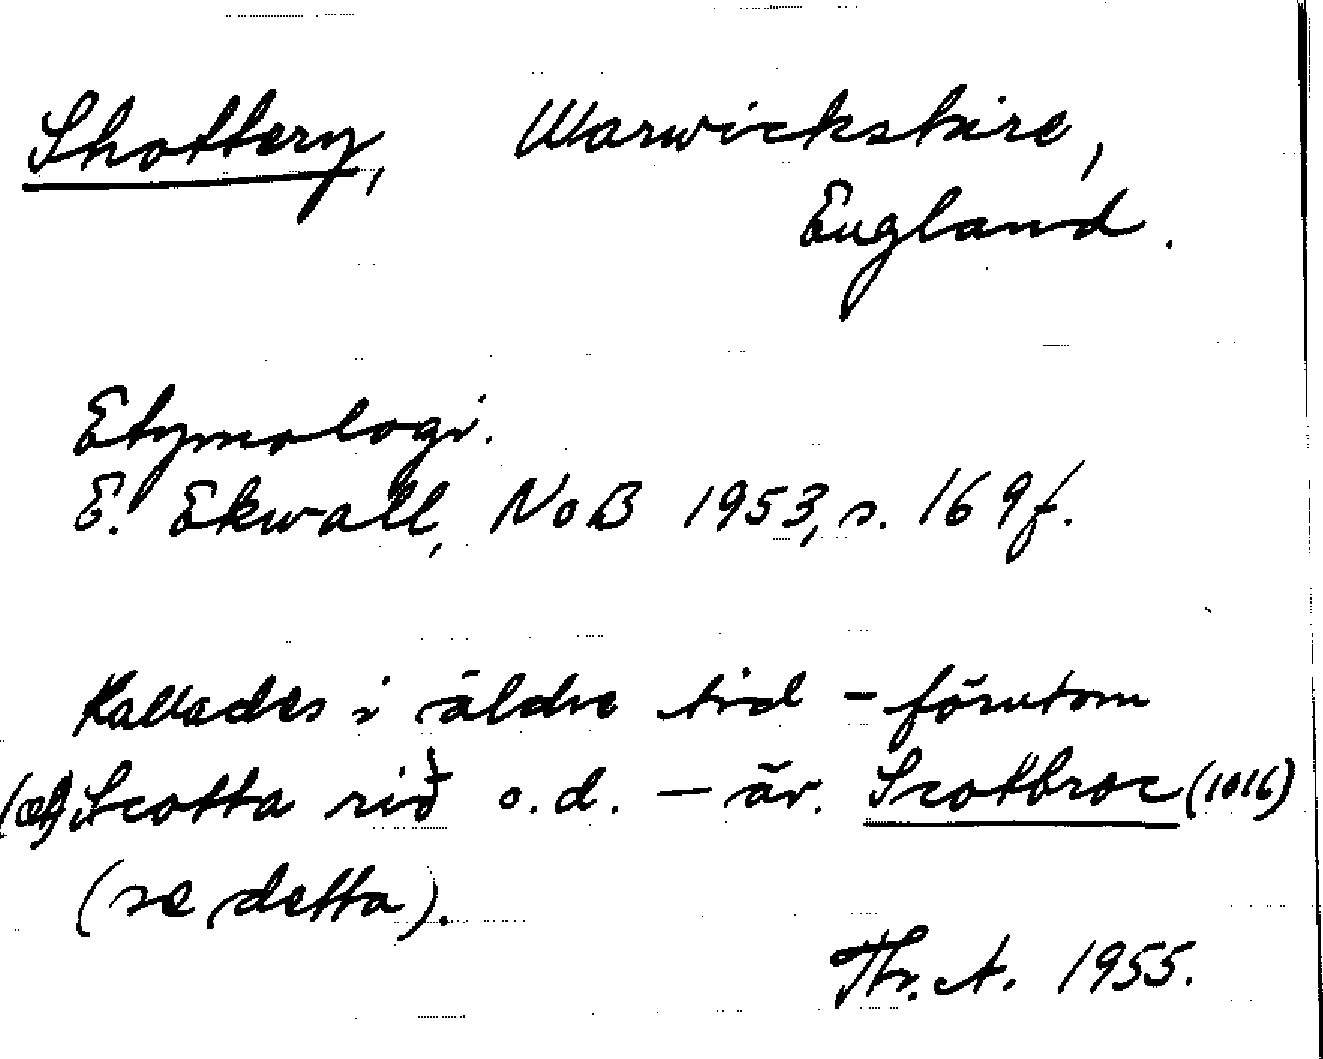 Shottery, Warwickshire,
England.
Etymologi.
E. Ekwall, NoB 1953, s. 169 f.
Kallades i äldre tid – förutom
Scotta rið o.d. – äv. Scotbroc (1016)
(se detta).
Thr. A. 1955.